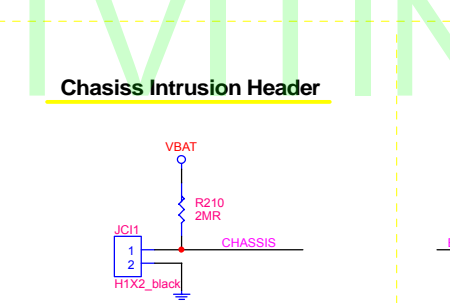 Chasiss Intrusion Header
VBAT
R210
2MR
JCI1
1
2
CHASSIS
H1X2_black